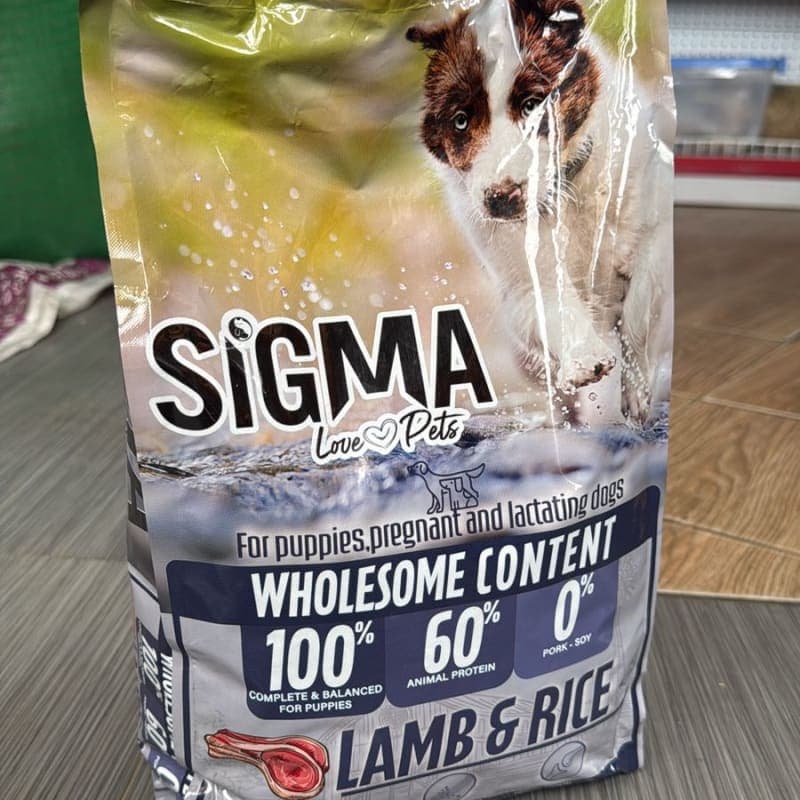 SiGMA
Love Pets
For puppies,pregnant and lactating dogs
WHOLESOME CONTENT
100%
COMPLETE & BALANCED
FOR PUPPIES
60%
ANIMAL PROTEIN
0%
PORK - SOY
LAMB & RICE